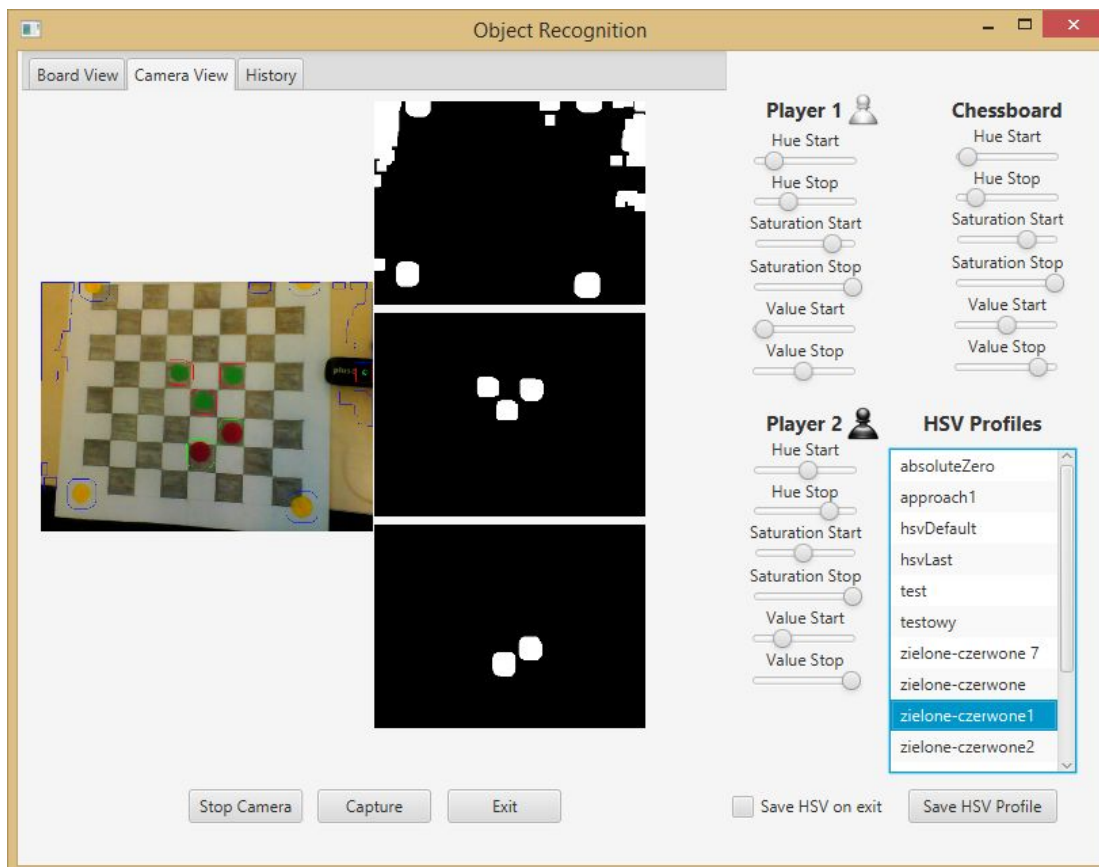 Object Recognition
Board View
Camera View
History
Player 1
Hue Start
Hue Stop
Saturation Start
Saturation Stop
Value Start
Value Stop
Chessboard
Hue Start
Hue Stop
Saturation Start
Saturation Stop
Value Start
Value Stop
Player 2
Hue Start
Hue Stop
Saturation Start
Saturation Stop
Value Start
Value Stop
HSV Profiles
absoluteZero
approach1
hsvDefault
hsvLast
test
testowy
zielone-czerwone 7
zielone-czerwone
zielone-czerwone1
zielone-czerwone2
Stop Camera
Capture
Exit
Save HSV on exit
Save HSV Profile